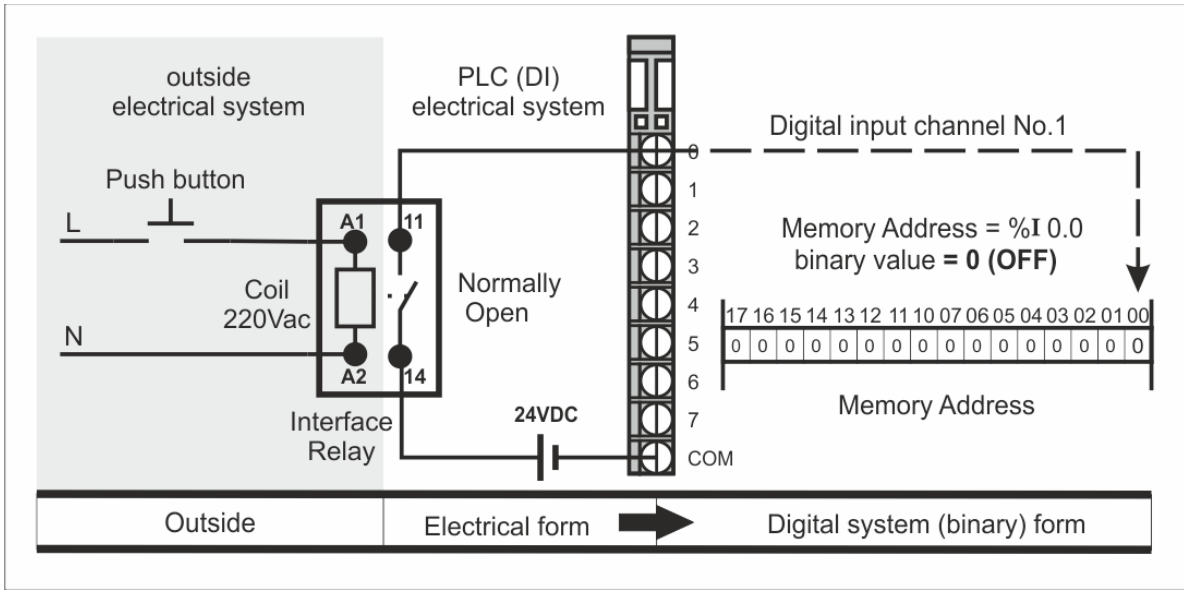 outside
electrical system
PLC (DI)
electrical system
Digital input channel No.1
Push button
L
N
A1
11
A2
14
Coil
220Vac
Normally
Open
Interface
Relay
24VDC
0
1
2
3
4
5
6
7
COM
Memory Address = %I 0.0
binary value = 0 (OFF)
17 16 15 14 13 12 11 10 07 06 05 04 03 02 01 00
0 0 0 0 0 0 0 0 0 0 0 0 0 0 0 0
Memory Address
Outside
Electrical form
Digital system (binary) form